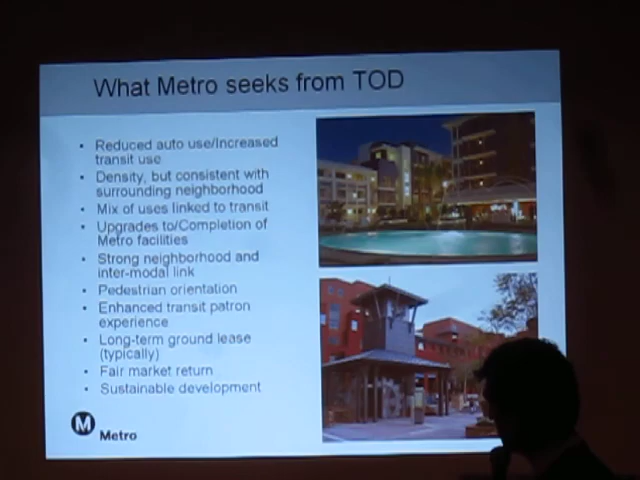 What Metro seeks from TOD
• Reduced auto use/Increased
transit use
• Density, but consistent with
surrounding neighborhood
• Mix of uses linked to transit
• Upgrades to/Completion of
Metro facilities
• Strong neighborhood and
inter-modal link
• Pedestrian orientation
• Enhanced transit patron
experience
• Long-term ground lease
(typically)
• Fair market return
• Sustainable development
M
Metro